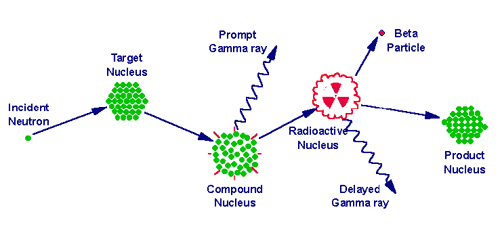 Incident
Neutron
Target
Nucleus
Prompt
Gamma ray
Compound
Nucleus
Radioactive
Nucleus
Beta
Particle
Delayed
Gamma ray
Product
Nucleus